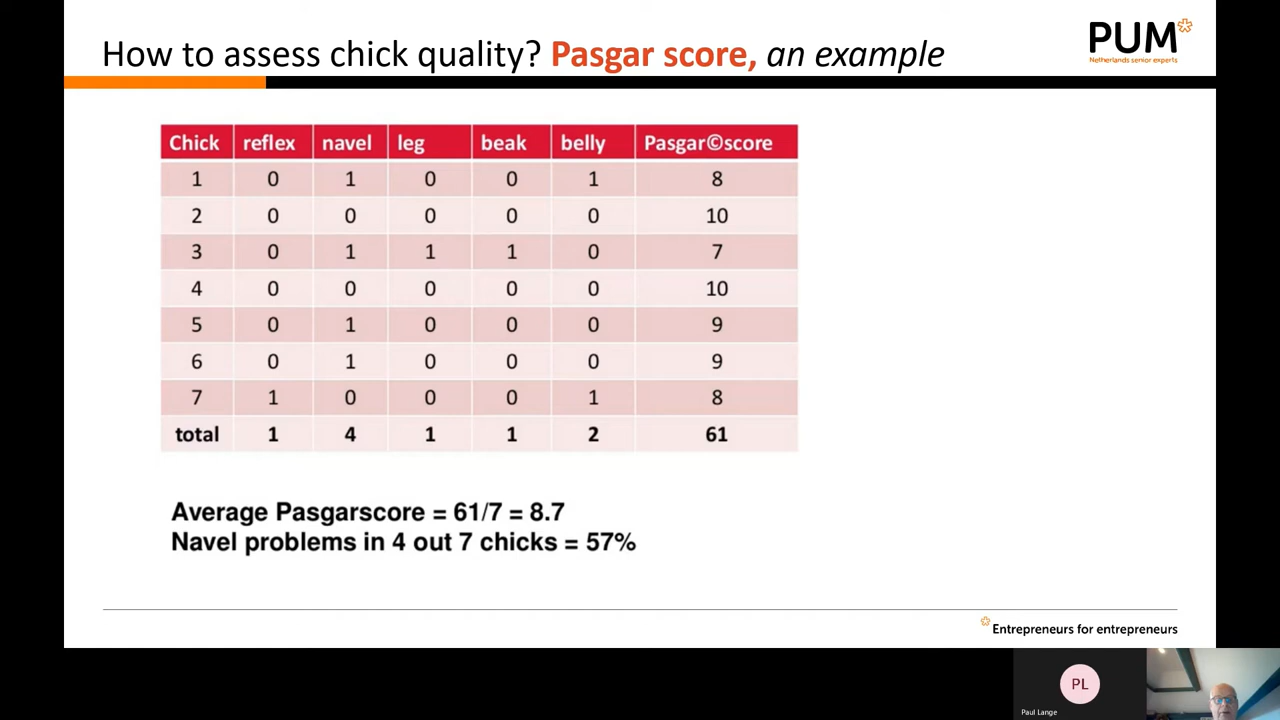 How to assess chick quality? Pasgar score, an example
PUM
Netherlands senior experts
Chick reflex navel leg beak belly Pasgar©score
1 0 1 0 0 1 8
2 0 0 0 0 0 10
3 0 1 1 1 0 7
4 0 0 0 0 0 10
5 0 1 0 0 0 9
6 0 1 0 0 0 9
7 1 0 0 0 1 8
total 1 4 1 1 2 61
Average Pasgarscore = 61/7 = 8.7
Navel problems in 4 out 7 chicks = 57%
Entrepreneurs for entrepreneurs
PL
Paul Lange